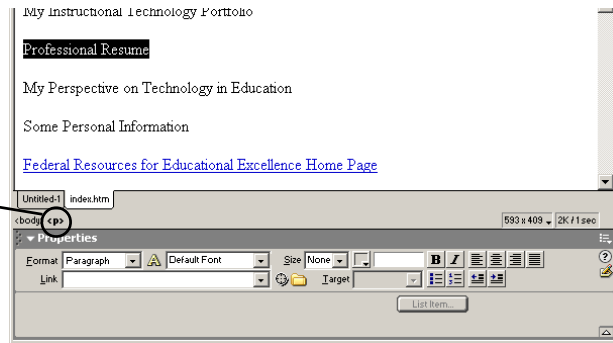 My Instructional Technology Portfolio
Professional Resume
My Perspective on Technology in Education
Some Personal Information
Federal Resources for Educational Excellence Home Page
Untitled-1 index.htm
<body> <p> 593 x 409 2K / 1 sec
Properties
Format Paragraph Default Font Size None B I
Link Target
List Item...